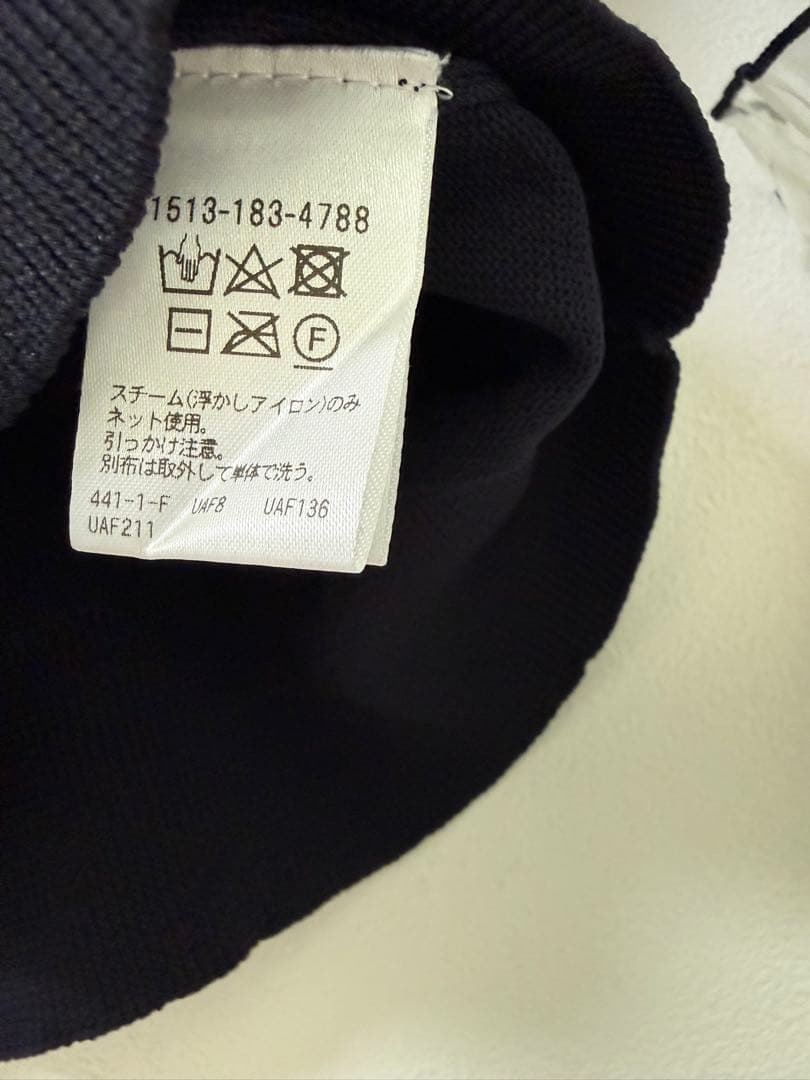 1513-183-4788
F
スチーム(浮かしアイロン)のみ
ネット使用。
引っかけ注意。
別布は取外して単体で洗う。
441-1-F UAF8 UAF136
UAF211